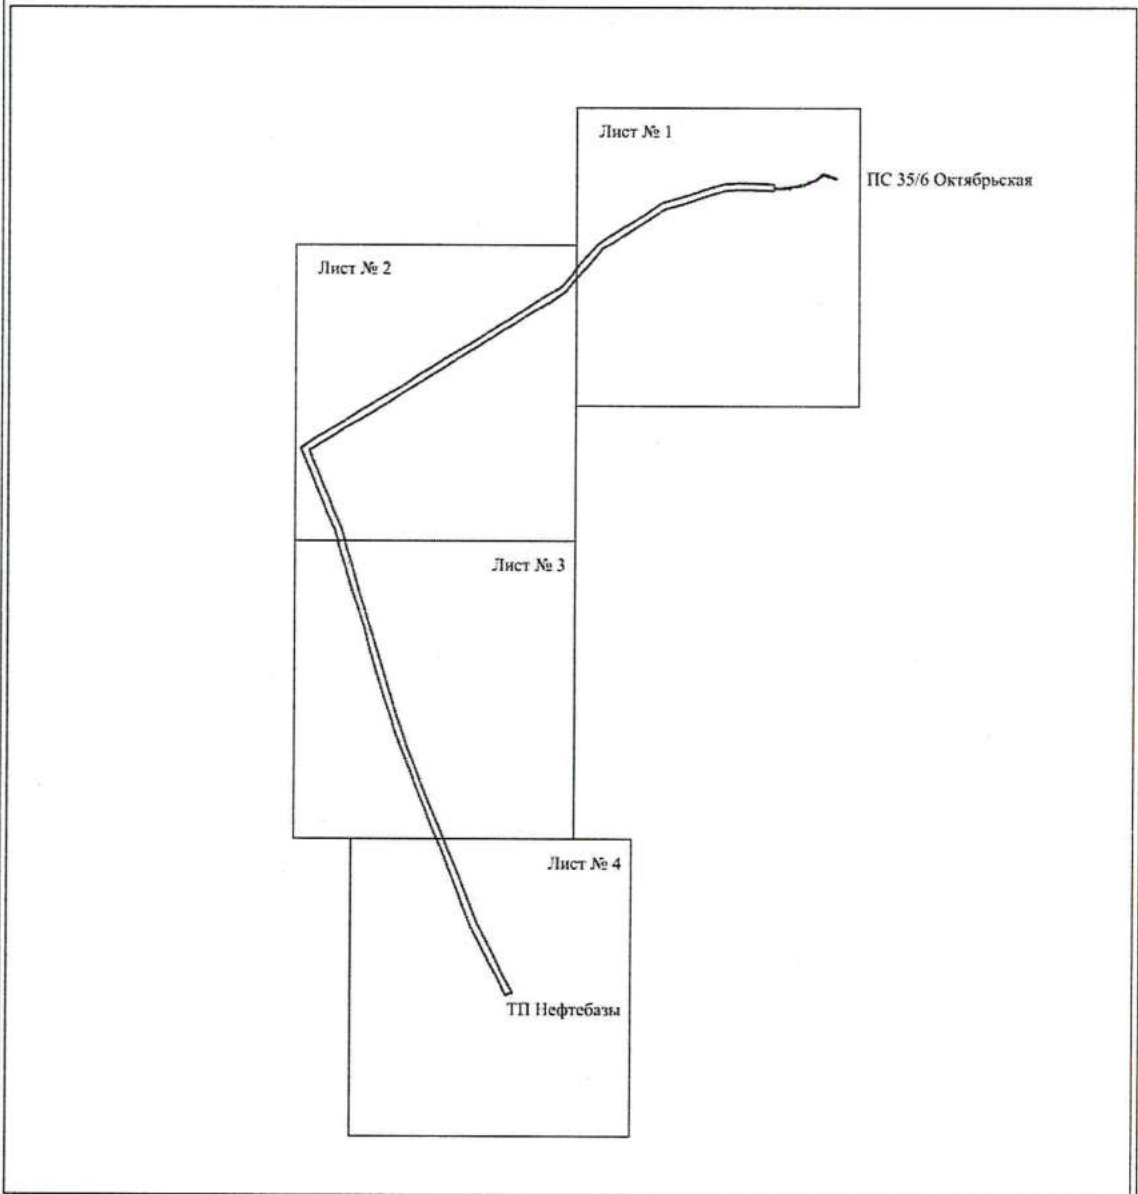 Лист № 1
ПС 35/6 Октябрьская
Лист № 2
Лист № 3
Лист № 4
ТП Нефтебазы